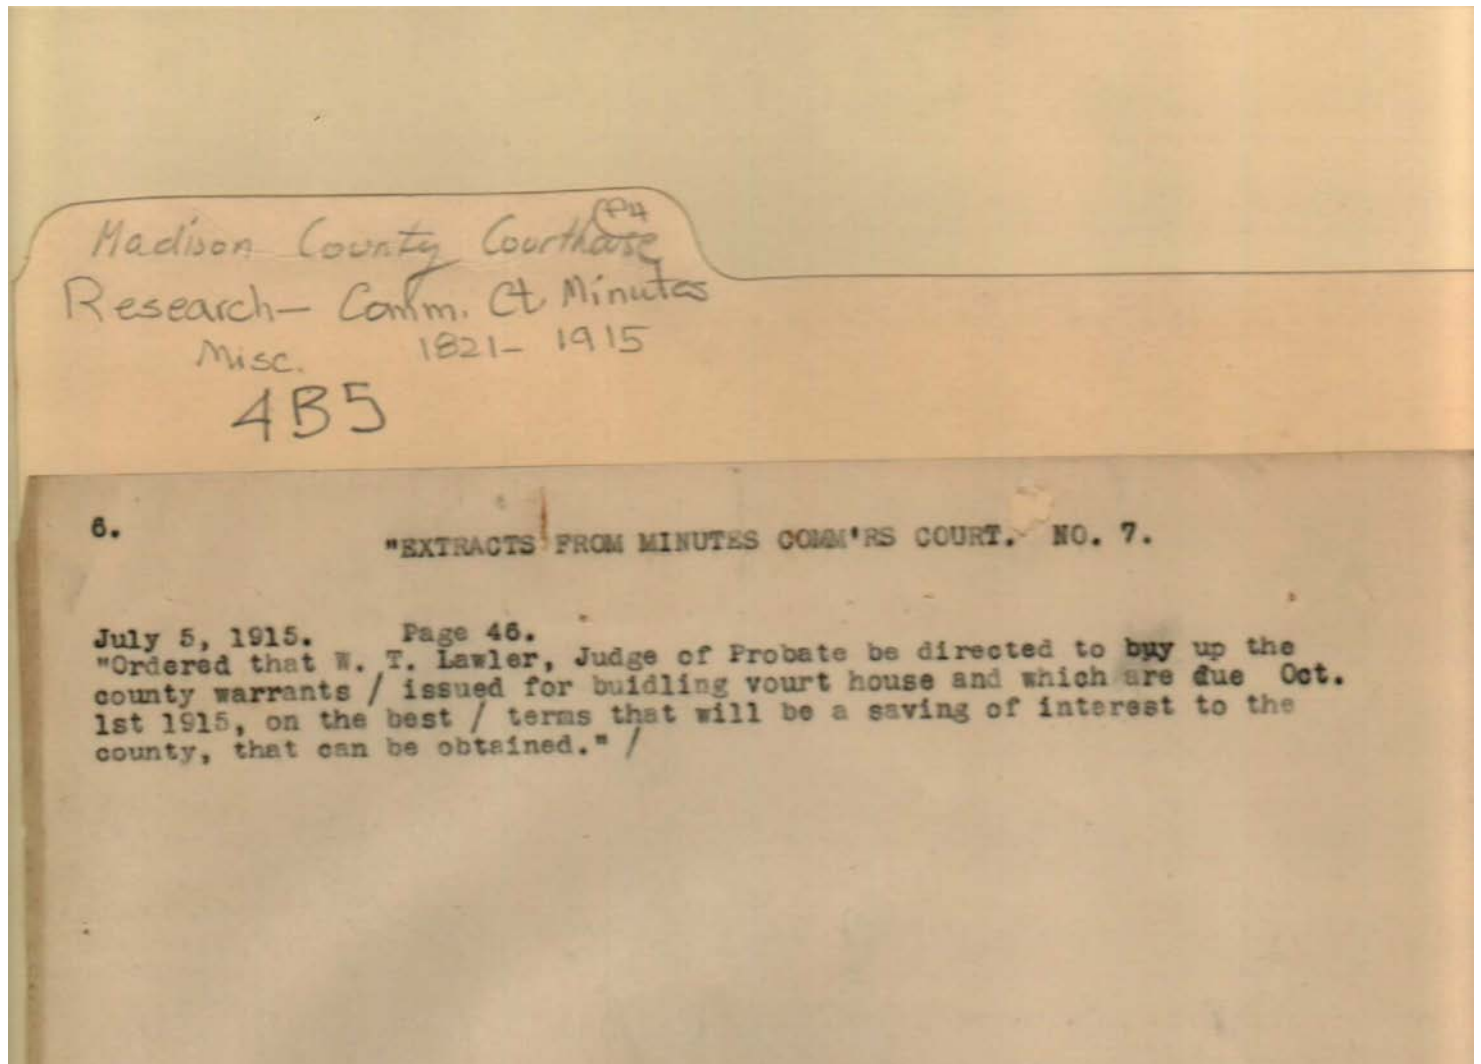 Madison County Courthouse
Research— Comm. Ct Minutes
Misc. 1821- 1915
4B5
6.
"EXTRACTS FROM MINUTES COMM'RS COURT. NO. 7.
July 5, 1915. Page 46.
"Ordered that W. T. Lawler, Judge of Probate be directed to buy up the
county warrants / issued for buidling vourt house and which are due Oct.
1st 1915, on the best / terms that will be a saving of interest to the
county, that can be obtained." /